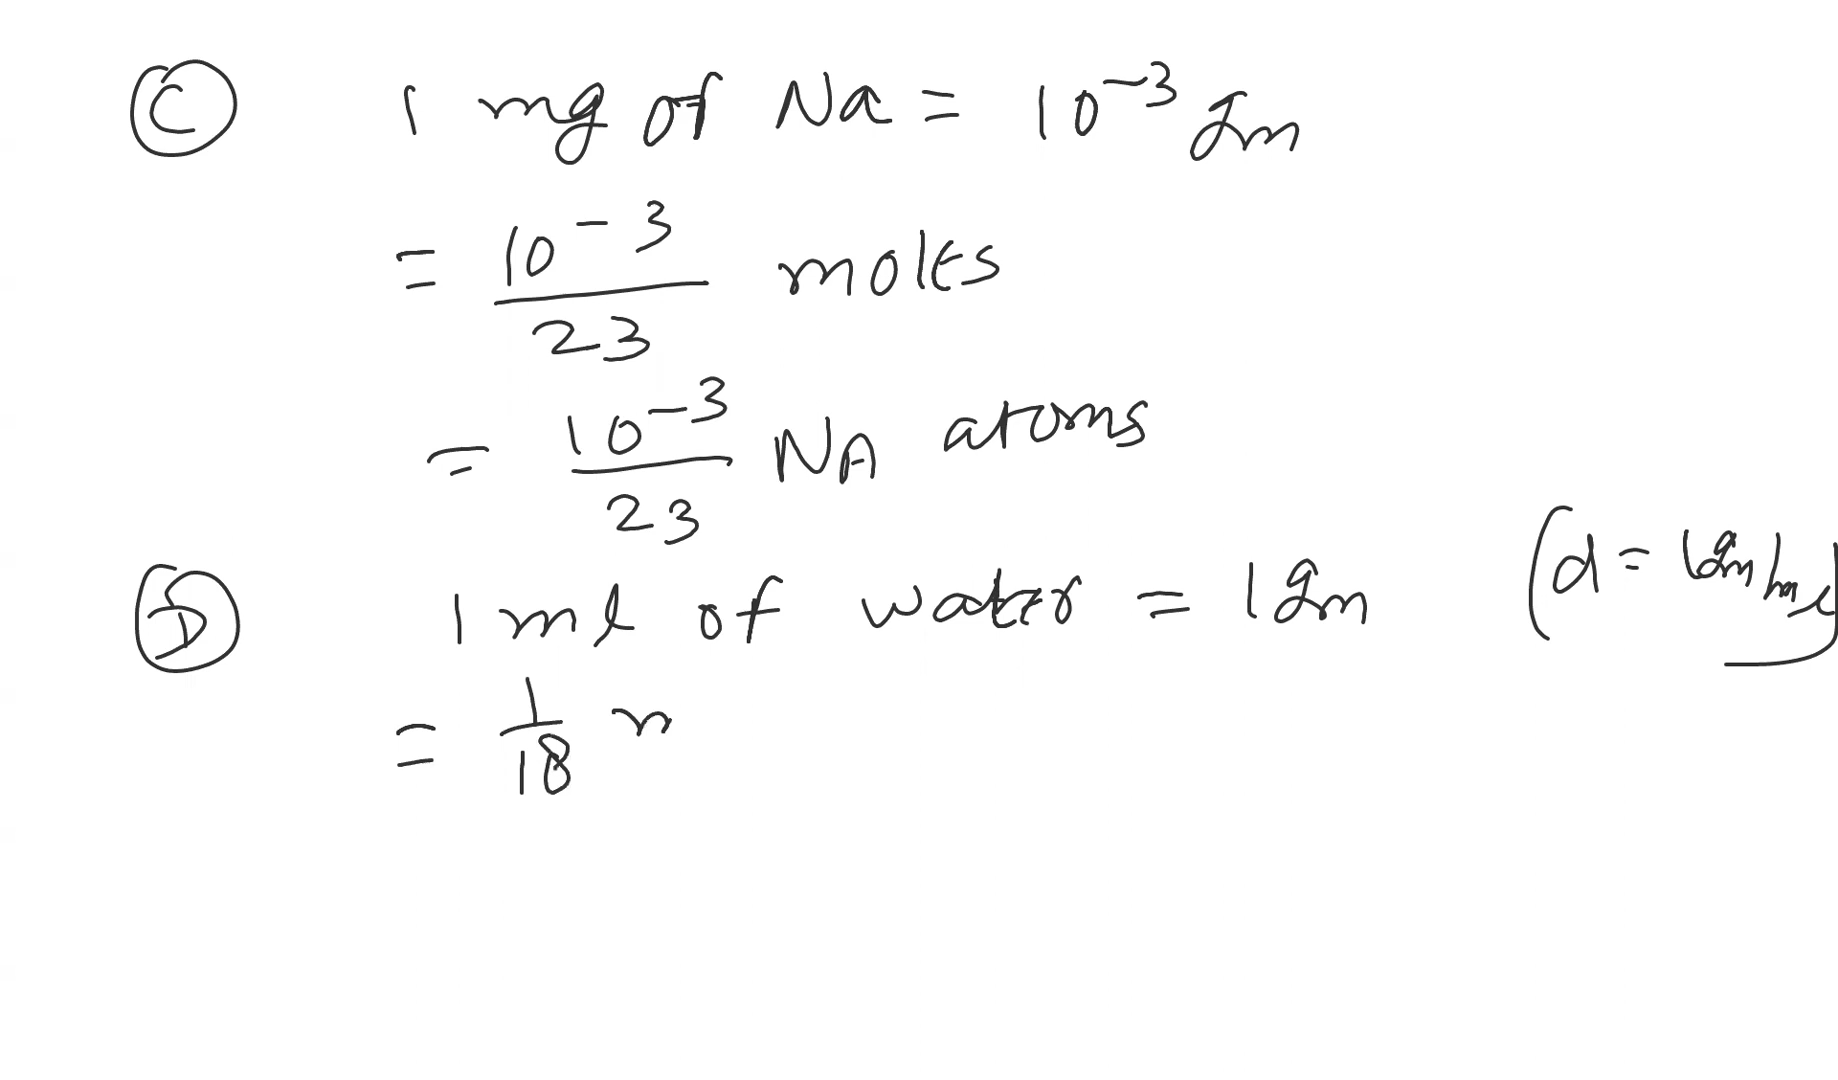 C 1 mg of Na = 10⁻³ gm
= 10⁻³/23 moles
= 10⁻³/23 NA atoms
D 1 ml of water = 1 gm (d = 1gm/ml)
= 1/18 m